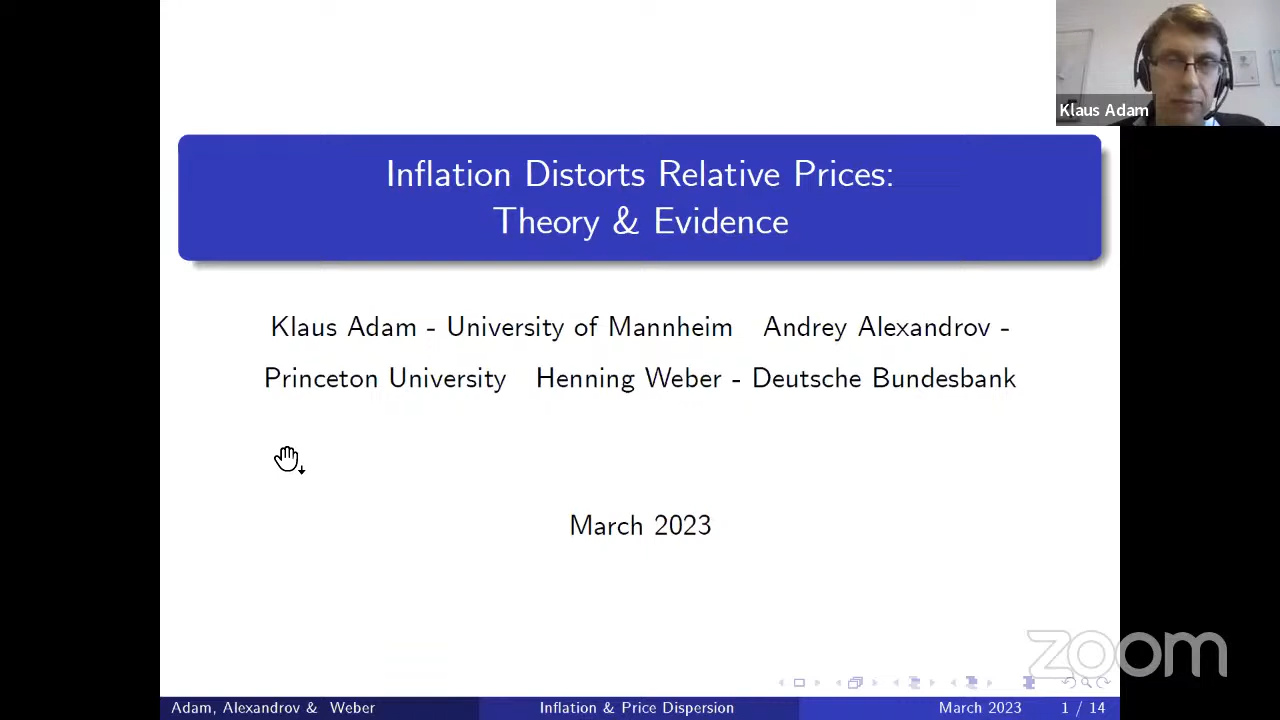 Klaus Adam
Inflation Distorts Relative Prices:
Theory & Evidence
Klaus Adam - University of Mannheim Andrey Alexandrov -
Princeton University Henning Weber - Deutsche Bundesbank
March 2023
zoom
Adam, Alexandrov & Weber Inflation & Price Dispersion March 2023 1 / 14